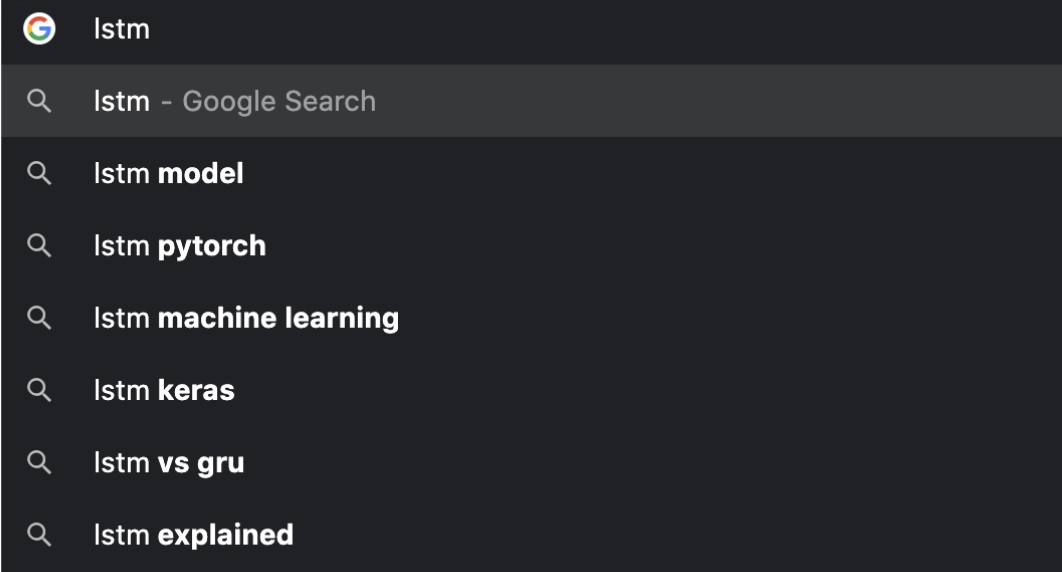 lstm
lstm - Google Search
lstm model
lstm pytorch
lstm machine learning
lstm keras
lstm vs gru
lstm explained